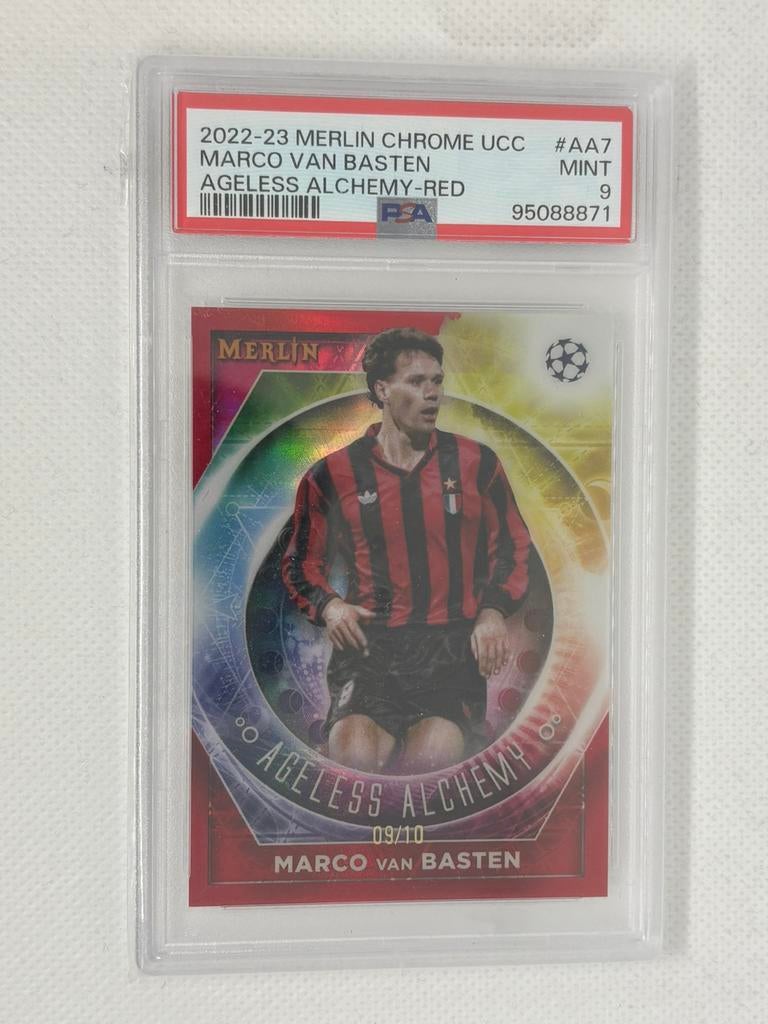 2022-23 MERLIN CHROME UCC #AA7
MARCO VAN BASTEN MINT
AGELESS ALCHEMY-RED 9
PSA 95088871
MERLIN
AGELESS ALCHEMY
09/10
MARCO VAN BASTEN